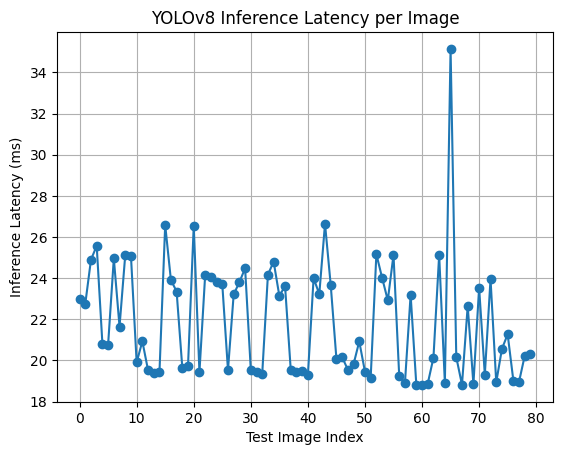 YOLOv8 Inference Latency per Image
Inference Latency (ms)
34
32
30
28
26
24
22
20
18
0 10 20 30 40 50 60 70 80
Test Image Index